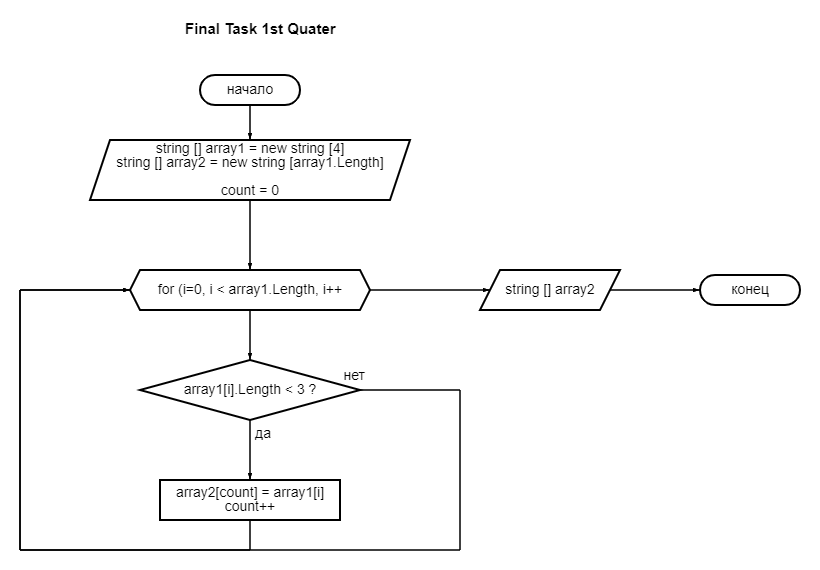 Final Task 1st Quater
начало
string [] array1 = new string [4]
string [] array2 = new string [array1.Length]
count = 0
for (i=0, i < array1.Length, i++
string [] array2
конец
array1[i].Length < 3 ?
нет
да
array2[count] = array1[i]
count++